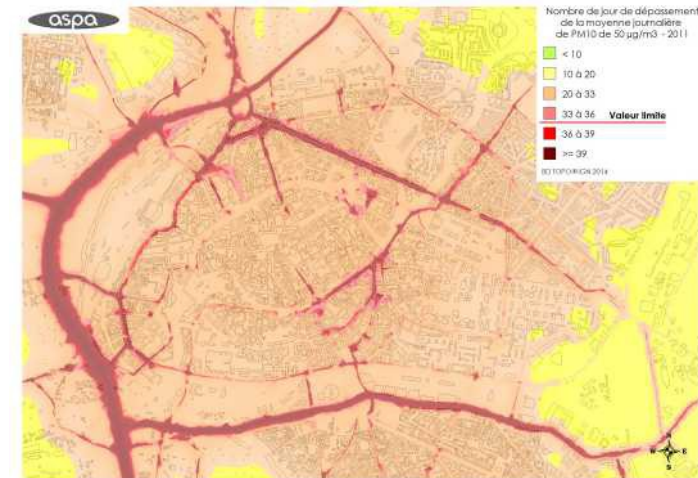 aspa
Nombre de jour de dépassement
de la moyenne journalière
de PM10 de 50 µg/m3 - 2011
< 10
10 à 20
20 à 33
33 à 36 Valeur limite
36 à 39
>= 39
BD TOPO®IGN 2014
N
W E
S